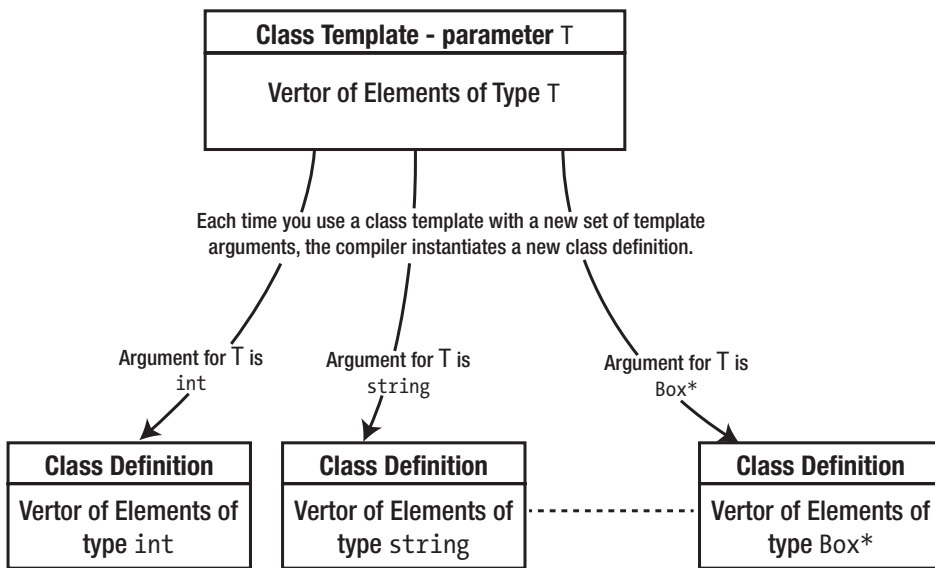 Class Template - parameter T
Vertor of Elements of Type T
Each time you use a class template with a new set of template
arguments, the compiler instantiates a new class definition.
Argument for T is
int
Argument for T is
string
Argument for T is
Box*
Class Definition
Vertor of Elements of
type int
Class Definition
Vertor of Elements of
type string
Class Definition
Vertor of Elements of
type Box*